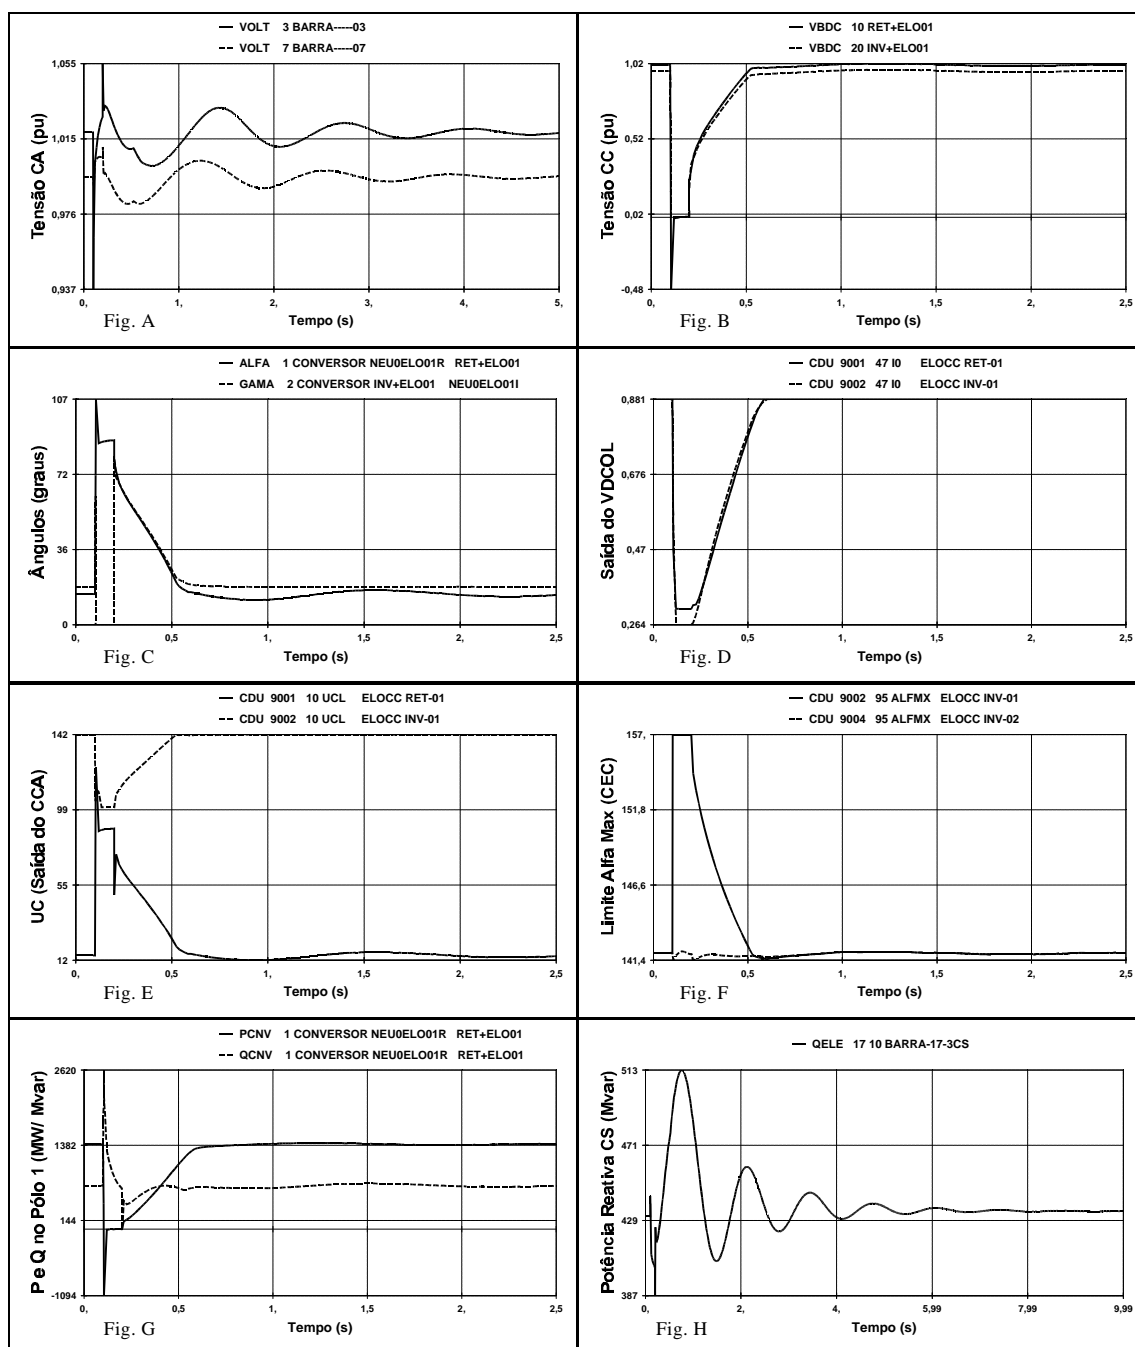 VOLT 3 BARRA-----03
VOLT 7 BARRA-----07
1,055
1,015
0,976
0,937
Tensão CA (pu)
0, 1, 2, 3, 4, 5,
Tempo (s)
Fig. A
VBDC 10 RET+ELO01
VBDC 20 INV+ELO01
1,02
0,52
0,02
-0,48
Tensão CC (pu)
0, 0,5 1, 1,5 2, 2,5
Tempo (s)
Fig. B
ALFA 1 CONVERSOR NEU0ELO01R RET+ELO01
GAMA 2 CONVERSOR INV+ELO01 NEU0ELO01I
107
72
36
0
Ângulos (graus)
0, 0,5 1, 1,5 2, 2,5
Tempo (s)
Fig. C
CDU 9001 47 I0 ELOCC RET-01
CDU 9002 47 I0 ELOCC INV-01
0,881
0,676
0,47
0,264
Saída do VDCOL
0, 0,5 1, 1,5 2, 2,5
Tempo (s)
Fig. D
CDU 9001 10 UCL ELOCC RET-01
CDU 9002 10 UCL ELOCC INV-01
142
99
55
12
UC (Saída do CCA)
0, 0,5 1, 1,5 2, 2,5
Tempo (s)
Fig. E
CDU 9002 95 ALFMX ELOCC INV-01
CDU 9004 95 ALFMX ELOCC INV-02
157,
151,8
146,6
141,4
Limite Alfa Max (CEC)
0, 0,5 1, 1,5 2, 2,5
Tempo (s)
Fig. F
PCNV 1 CONVERSOR NEU0ELO01R RET+ELO01
QCNV 1 CONVERSOR NEU0ELO01R RET+ELO01
2620
1382
144
-1094
P e Q no Pólo 1 (MW/ Mvar)
0, 0,5 1, 1,5 2, 2,5
Tempo (s)
Fig. G
QELE 17 10 BARRA-17-3CS
513
471
429
387
Potência Reativa CS (Mvar)
0, 2, 4, 5,99 7,99 9,99
Tempo (s)
Fig. H